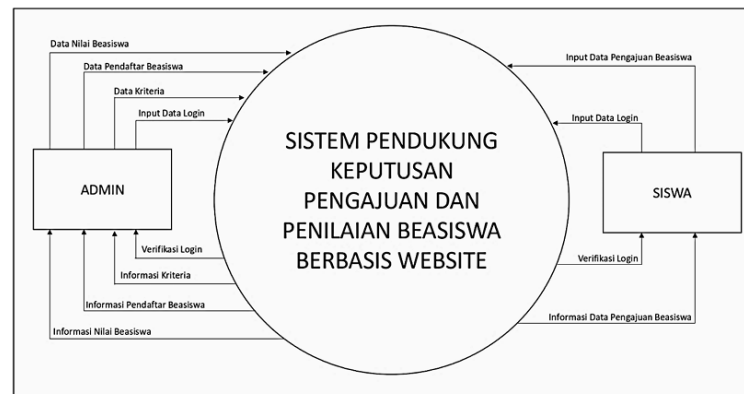 Data Nilai Beasiswa
Data Pendaftar Beasiswa
Data Kriteria
Input Data Login
ADMIN
Verifikasi Login
Informasi Kriteria
Informasi Pendaftar Beasiswa
Informasi Nilai Beasiswa
SISTEM PENDUKUNG
KEPUTUSAN
PENGAJUAN DAN
PENILAIAN BEASISWA
BERBASIS WEBSITE
Input Data Pengajuan Beasiswa
Input Data Login
SISWA
Verifikasi Login
Informasi Data Pengajuan Beasiswa